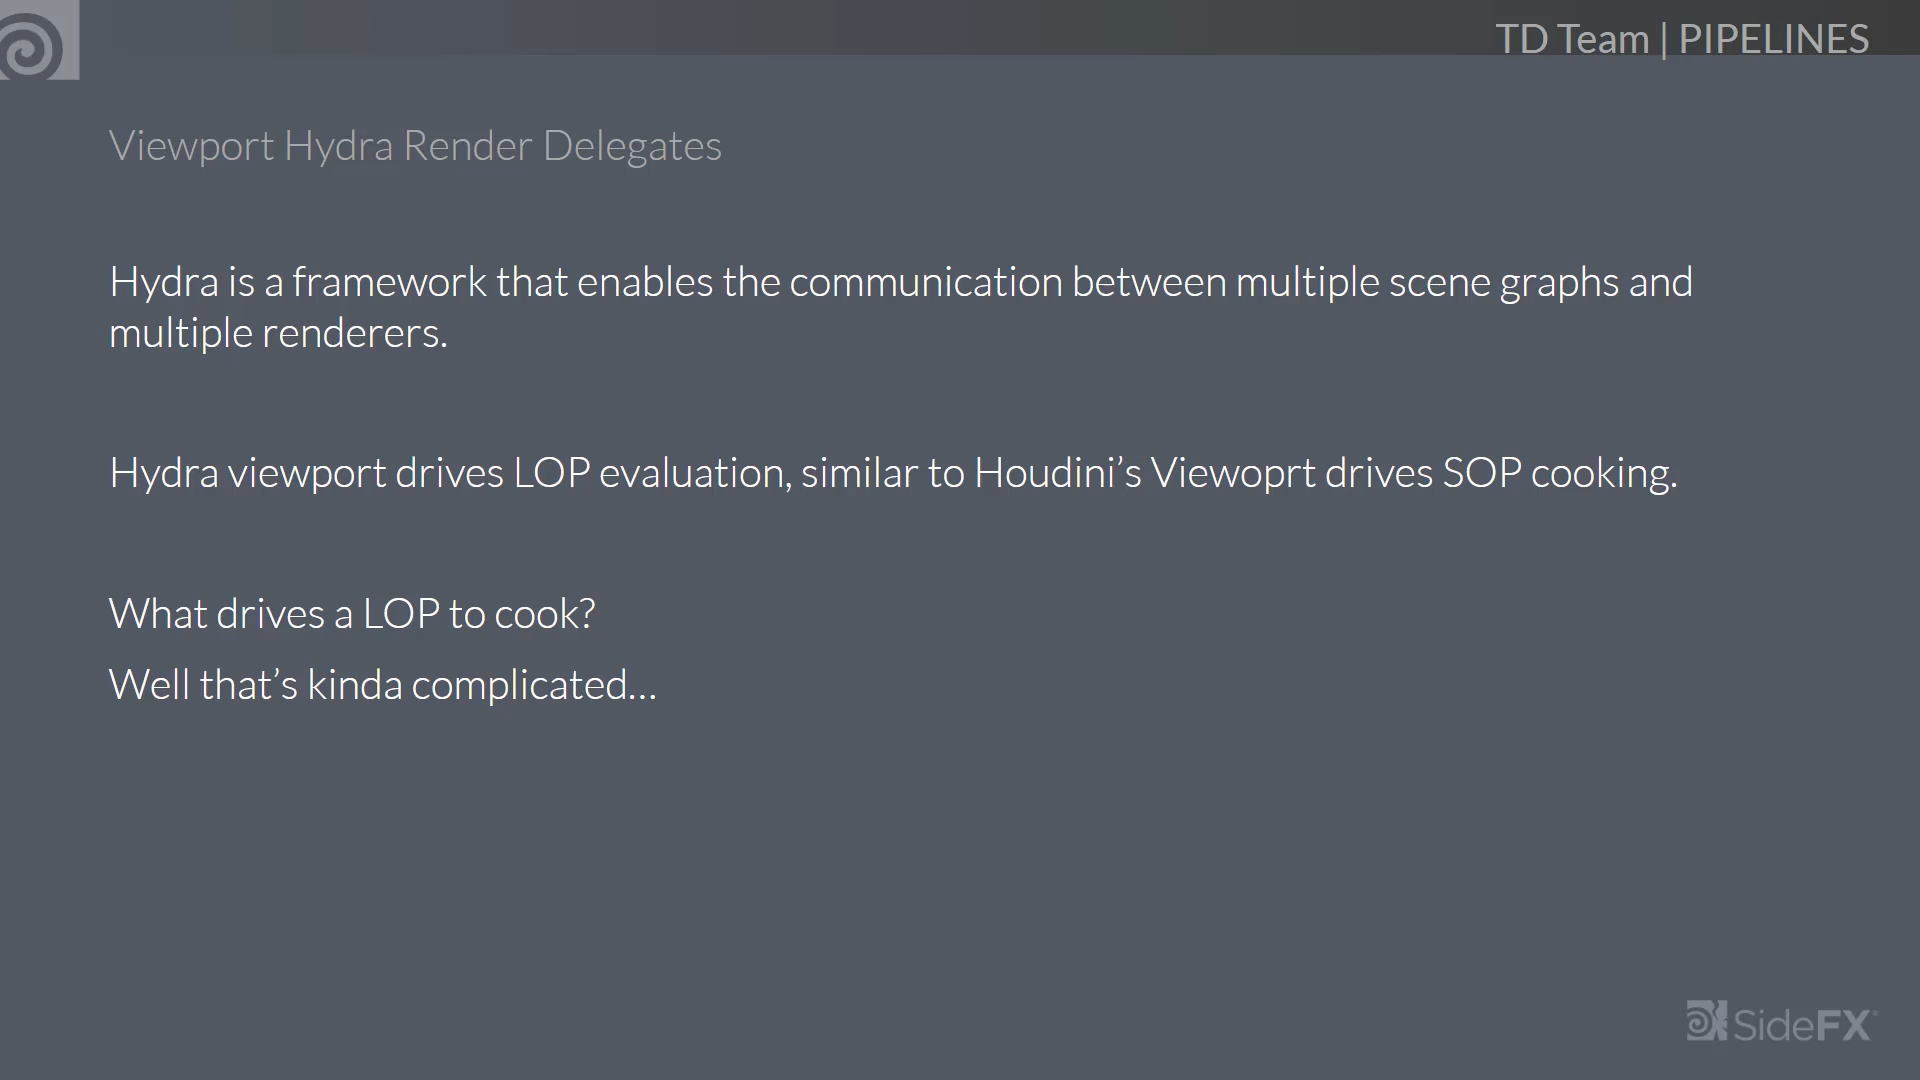 TD Team | PIPELINES
Viewport Hydra Render Delegates
Hydra is a framework that enables the communication between multiple scene graphs and
multiple renderers.
Hydra viewport drives LOP evaluation, similar to Houdini’s Viewoprt drives SOP cooking.
What drives a LOP to cook?
Well that’s kinda complicated...
SideFX